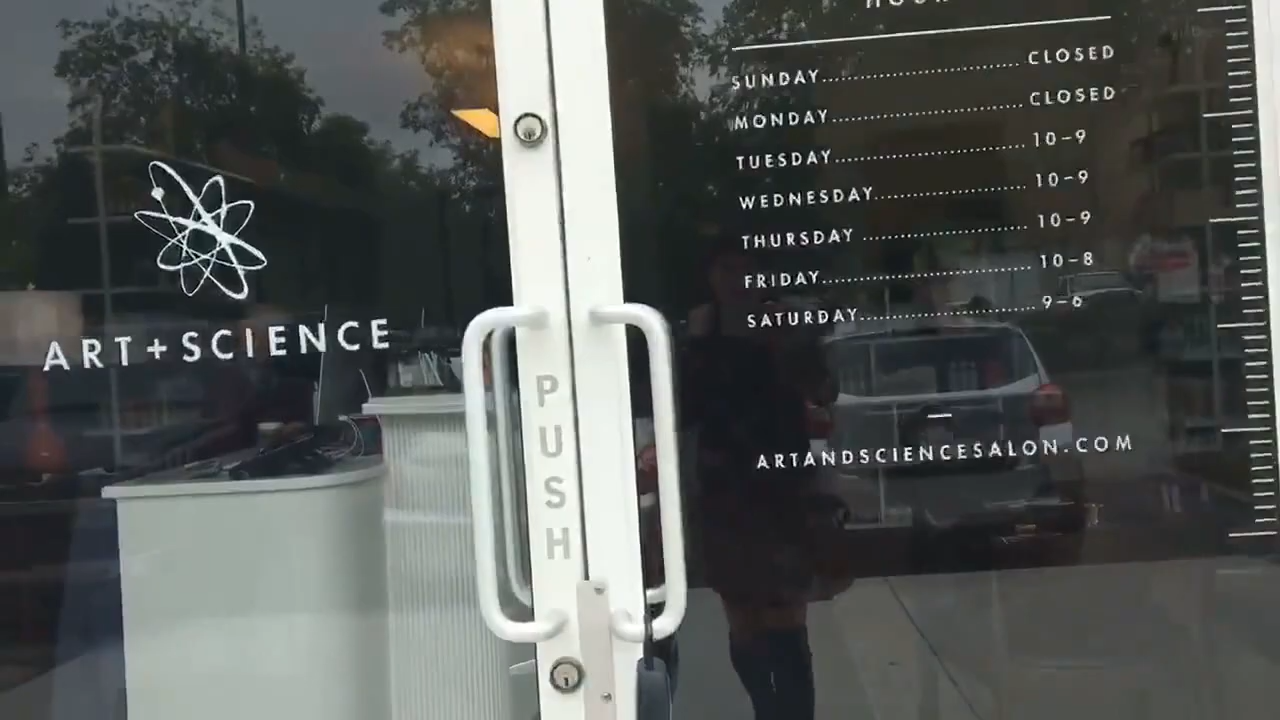 ART+SCIENCE
PUSH
SUNDAY........................ CLOSED
MONDAY........................ CLOSED
TUESDAY........................ 10-9
WEDNESDAY.................... 10-9
THURSDAY ..................... 10-9
FRIDAY.......................... 10-8
SATURDAY...................... 9-6
ARTANDSCIENCESALON.COM